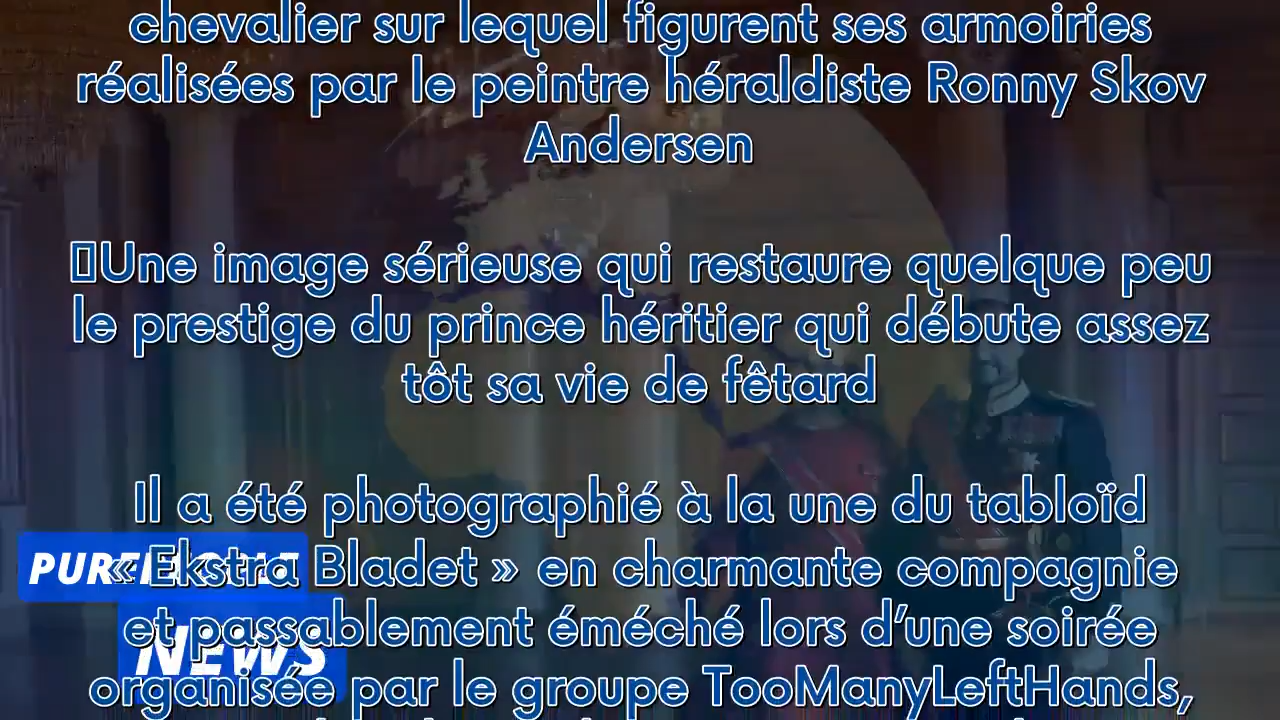 chevalier sur lequel figurent ses armoiries
réalisées par le peintre héraldiste Ronny Skov
Andersen
Une image sérieuse qui restaure quelque peu
le prestige du prince héritier qui débute assez
tôt sa vie de fêtard
Il a été photographié à la une du tabloïd
« Ekstra Bladet » en charmante compagnie
et passablement éméché lors d’une soirée
organisée par le groupe TooManyLeftHands,
NEWS